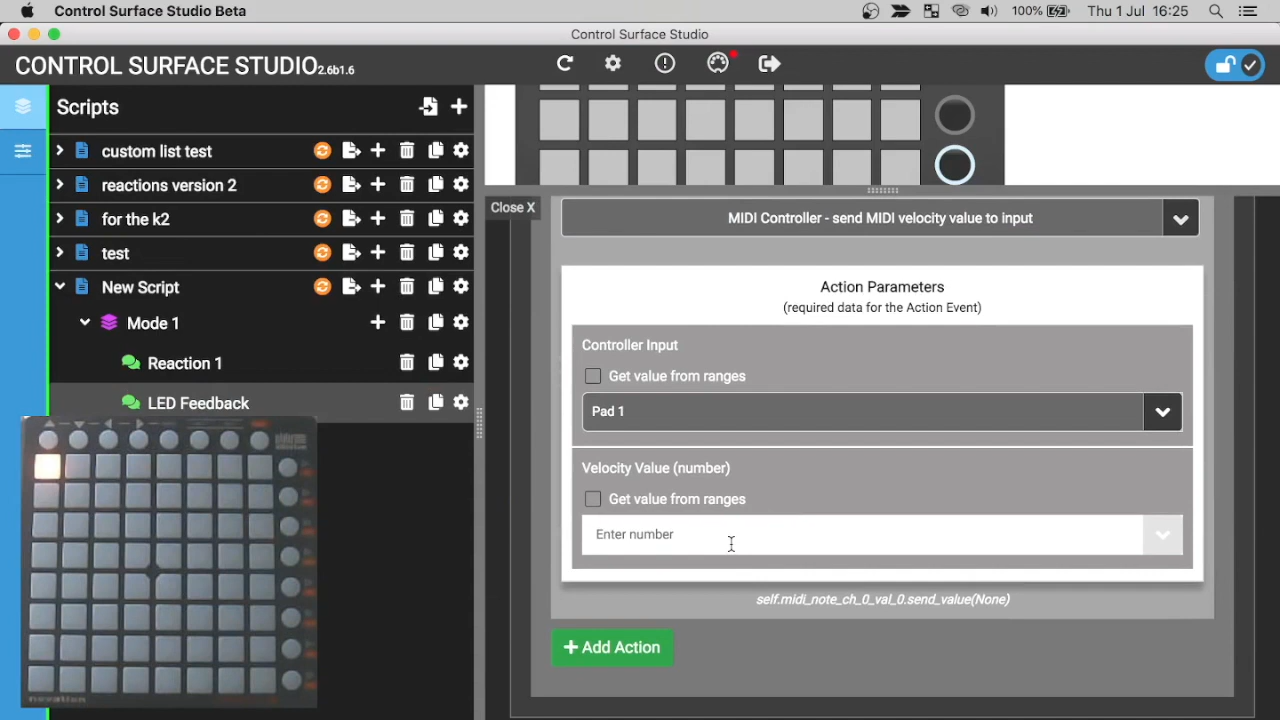 Control Surface Studio Beta
100%
Thu 1 Jul 16:25
Control Surface Studio
CONTROL SURFACE STUDIO 2.6b1.6
Scripts
custom list test
reactions version 2
for the k2
test
New Script
Mode 1
Reaction 1
LED Feedback
novation
Close X
MIDI Controller - send MIDI velocity value to input
Action Parameters
(required data for the Action Event)
Controller Input
Get value from ranges
Pad 1
Velocity Value (number)
Get value from ranges
Enter number
self.midi_note_ch_0_val_0.send_value(None)
+ Add Action